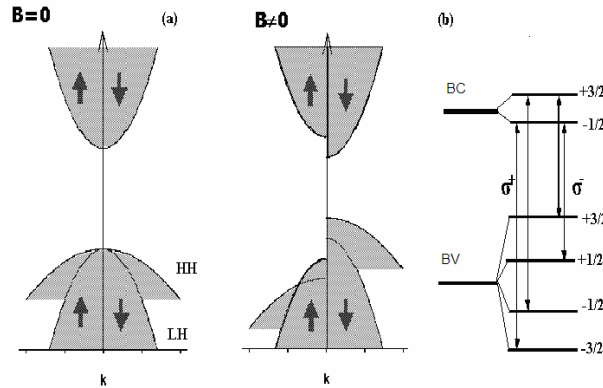 B=0
(a)
B≠0
(b)
BC
+3/2
-1/2
σ+
σ-
+3/2
HH
BV
+1/2
-1/2
LH
-3/2
k
k